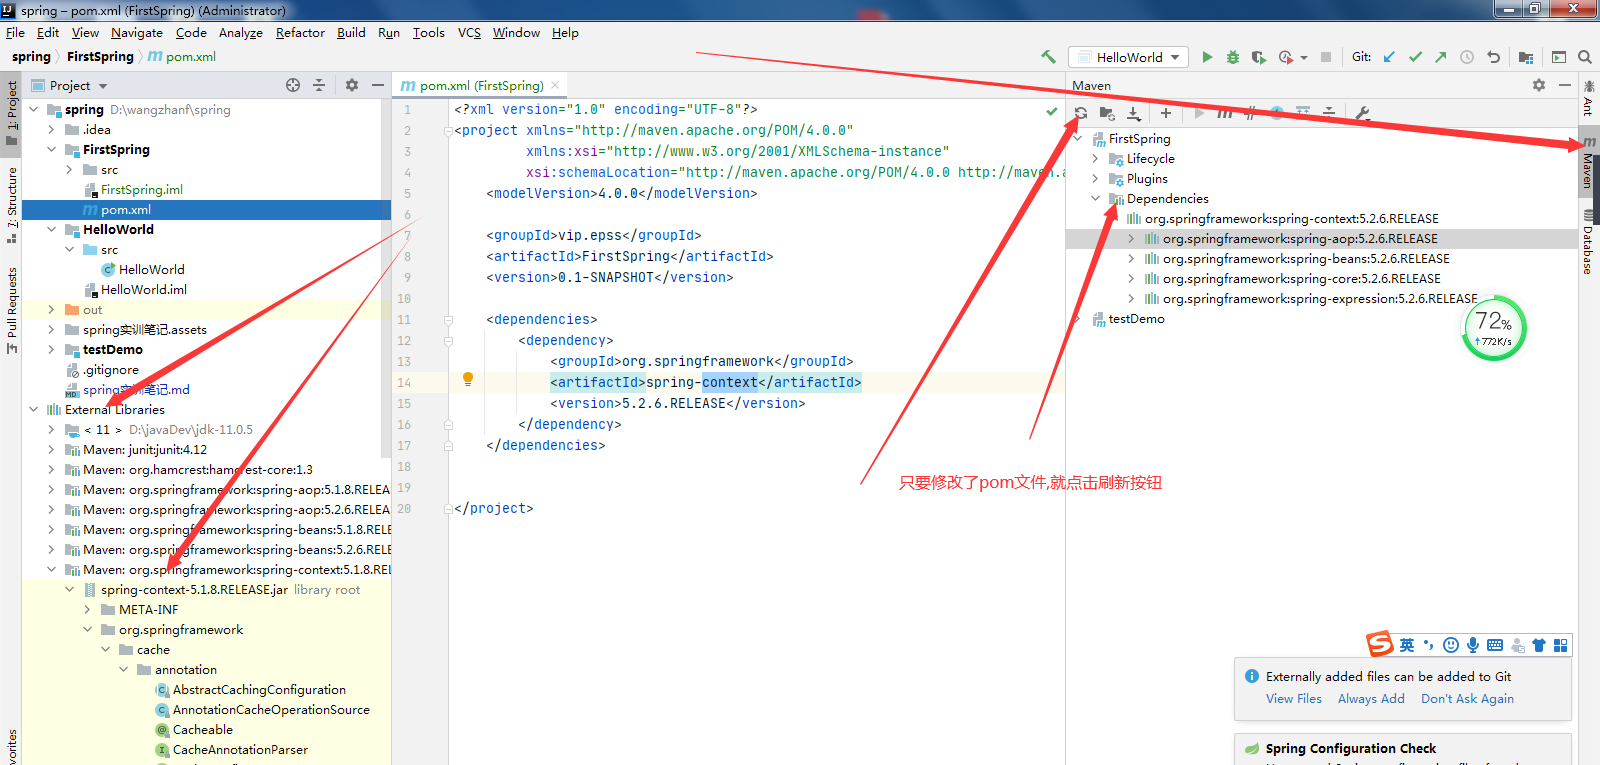 spring – pom.xml (FirstSpring) (Administrator)
File Edit View Navigate Code Analyze Refactor Build Run Tools VCS Window Help
spring FirstSpring pom.xml
HelloWorld
Git:
1: Project
7: Structure
Pull Requests
Project
spring D:\wangzhanf\spring
.idea
FirstSpring
src
FirstSpring.iml
pom.xml
HelloWorld
src
HelloWorld
HelloWorld.iml
out
spring实训笔记.assets
testDemo
.gitignore
spring实训笔记.md
External Libraries
< 11 > D:\javaDev\jdk-11.0.5
Maven: junit:junit:4.12
Maven: org.hamcrest:hamcrest-core:1.3
Maven: org.springframework:spring-aop:5.1.8.RELEA
Maven: org.springframework:spring-aop:5.2.6.RELEA
Maven: org.springframework:spring-beans:5.1.8.REL
Maven: org.springframework:spring-beans:5.2.6.REL
Maven: org.springframework:spring-context:5.1.8.REL
spring-context-5.1.8.RELEASE.jar library root
META-INF
org.springframework
cache
annotation
AbstractCachingConfiguration
AnnotationCacheOperationSource
Cacheable
CacheAnnotationParser
pom.xml (FirstSpring)
1 <?xml version="1.0" encoding="UTF-8"?>
2 <project xmlns="http://maven.apache.org/POM/4.0.0"
3 xmlns:xsi="http://www.w3.org/2001/XMLSchema-instance"
4 xsi:schemaLocation="http://maven.apache.org/POM/4.0.0 http://maven.a
5 <modelVersion>4.0.0</modelVersion>
6
7 <groupId>vip.epss</groupId>
8 <artifactId>FirstSpring</artifactId>
9 <version>0.1-SNAPSHOT</version>
10
11 <dependencies>
12 <dependency>
13 <groupId>org.springframework</groupId>
14 <artifactId>spring-context</artifactId>
15 <version>5.2.6.RELEASE</version>
16 </dependency>
17 </dependencies>
18
19
20 </project>
Maven
FirstSpring
Lifecycle
Plugins
Dependencies
org.springframework:spring-context:5.2.6.RELEASE
org.springframework:spring-aop:5.2.6.RELEASE
org.springframework:spring-beans:5.2.6.RELEASE
org.springframework:spring-core:5.2.6.RELEASE
org.springframework:spring-expression:5.2.6.RELEASE
testDemo
72%
772K/s
只要修改了pom文件,就点击刷新按钮
Ant
Maven
Database
英
Externally added files can be added to Git
View Files Always Add Don't Ask Again
Spring Configuration Check